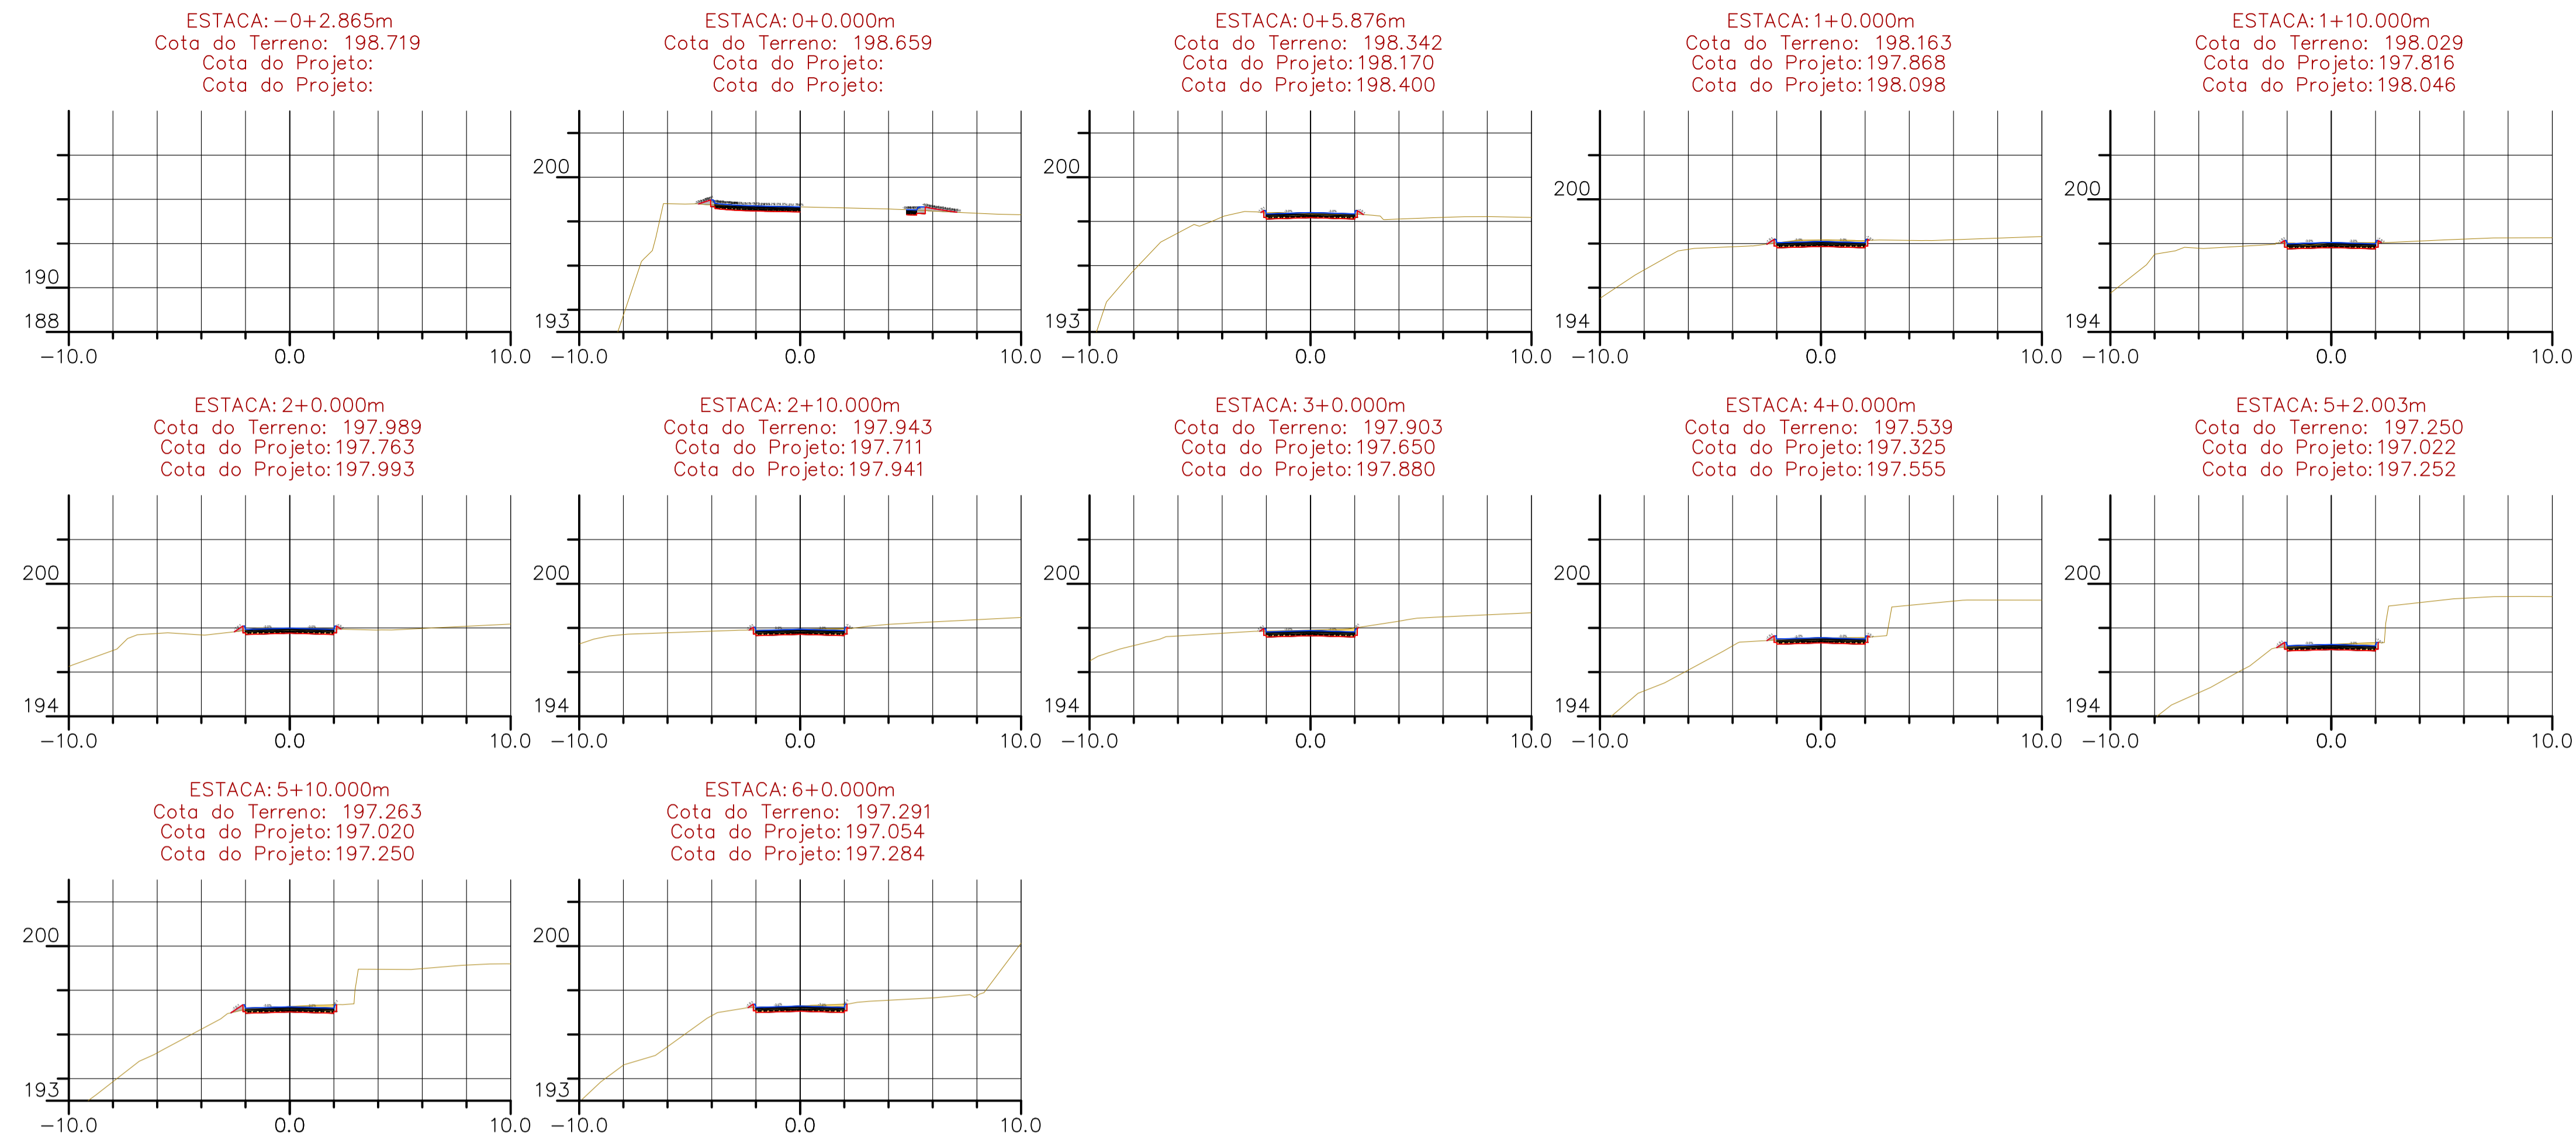 ESTACA:-0+2.865m
Cota do Terreno: 198.719
Cota do Projeto:
Cota do Projeto:
190
188
-10.0 0.0 10.0
ESTACA:0+0.000m
Cota do Terreno: 198.659
Cota do Projeto:
Cota do Projeto:
200
193
-10.0 0.0 10.0
ESTACA:0+5.876m
Cota do Terreno: 198.342
Cota do Projeto:198.170
Cota do Projeto:198.400
200
193
-10.0 0.0 10.0
ESTACA:1+0.000m
Cota do Terreno: 198.163
Cota do Projeto:197.868
Cota do Projeto:198.098
200
194
-10.0 0.0 10.0
ESTACA:1+10.000m
Cota do Terreno: 198.029
Cota do Projeto:197.816
Cota do Projeto:198.046
200
194
-10.0 0.0 10.0
ESTACA:2+0.000m
Cota do Terreno: 197.989
Cota do Projeto:197.763
Cota do Projeto:197.993
200
194
-10.0 0.0 10.0
ESTACA:2+10.000m
Cota do Terreno: 197.943
Cota do Projeto:197.711
Cota do Projeto:197.941
200
194
-10.0 0.0 10.0
ESTACA:3+0.000m
Cota do Terreno: 197.903
Cota do Projeto:197.650
Cota do Projeto:197.880
200
194
-10.0 0.0 10.0
ESTACA:4+0.000m
Cota do Terreno: 197.539
Cota do Projeto:197.325
Cota do Projeto:197.555
200
194
-10.0 0.0 10.0
ESTACA:5+2.003m
Cota do Terreno: 197.250
Cota do Projeto:197.022
Cota do Projeto:197.252
200
194
-10.0 0.0 10.0
ESTACA:5+10.000m
Cota do Terreno: 197.263
Cota do Projeto:197.020
Cota do Projeto:197.250
200
193
-10.0 0.0 10.0
ESTACA:6+0.000m
Cota do Terreno: 197.291
Cota do Projeto:197.054
Cota do Projeto:197.284
200
193
-10.0 0.0 10.0